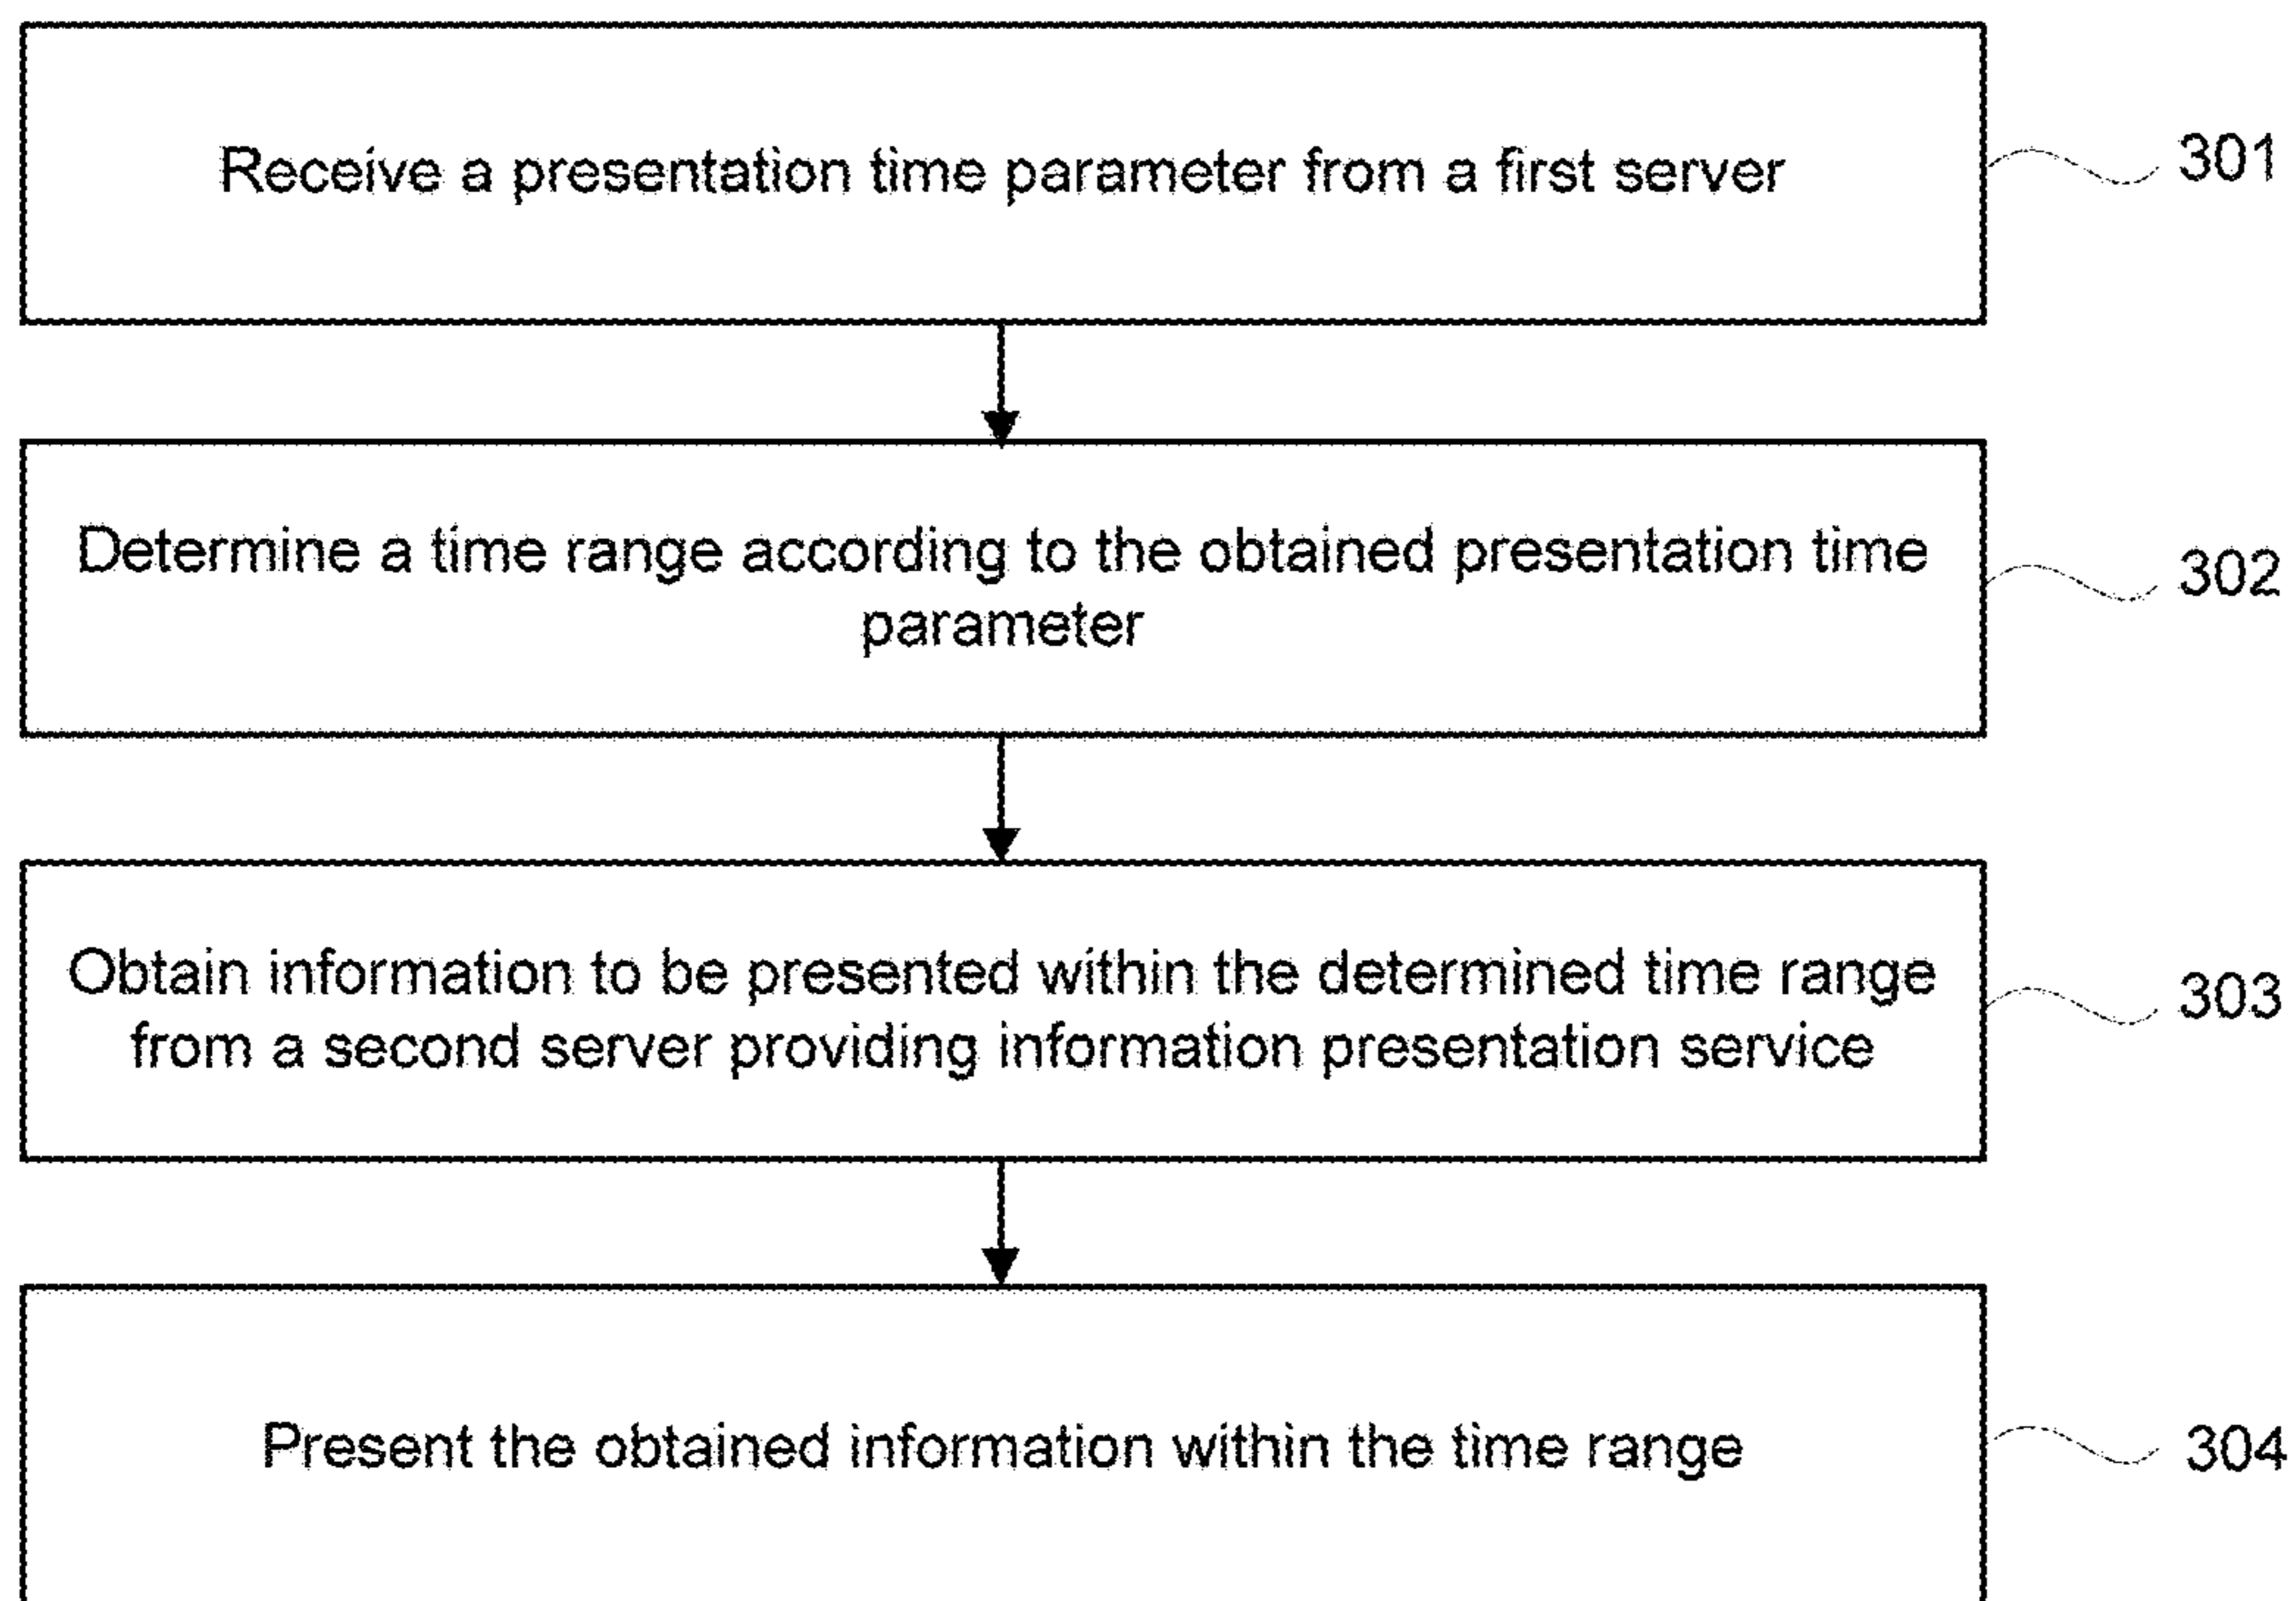 Receive a presentation time parameter from a first server
301
Determine a time range according to the obtained presentation time
parameter
302
Obtain information to be presented within the determined time range
from a second server providing information presentation service
303
Present the obtained information within the time range
304